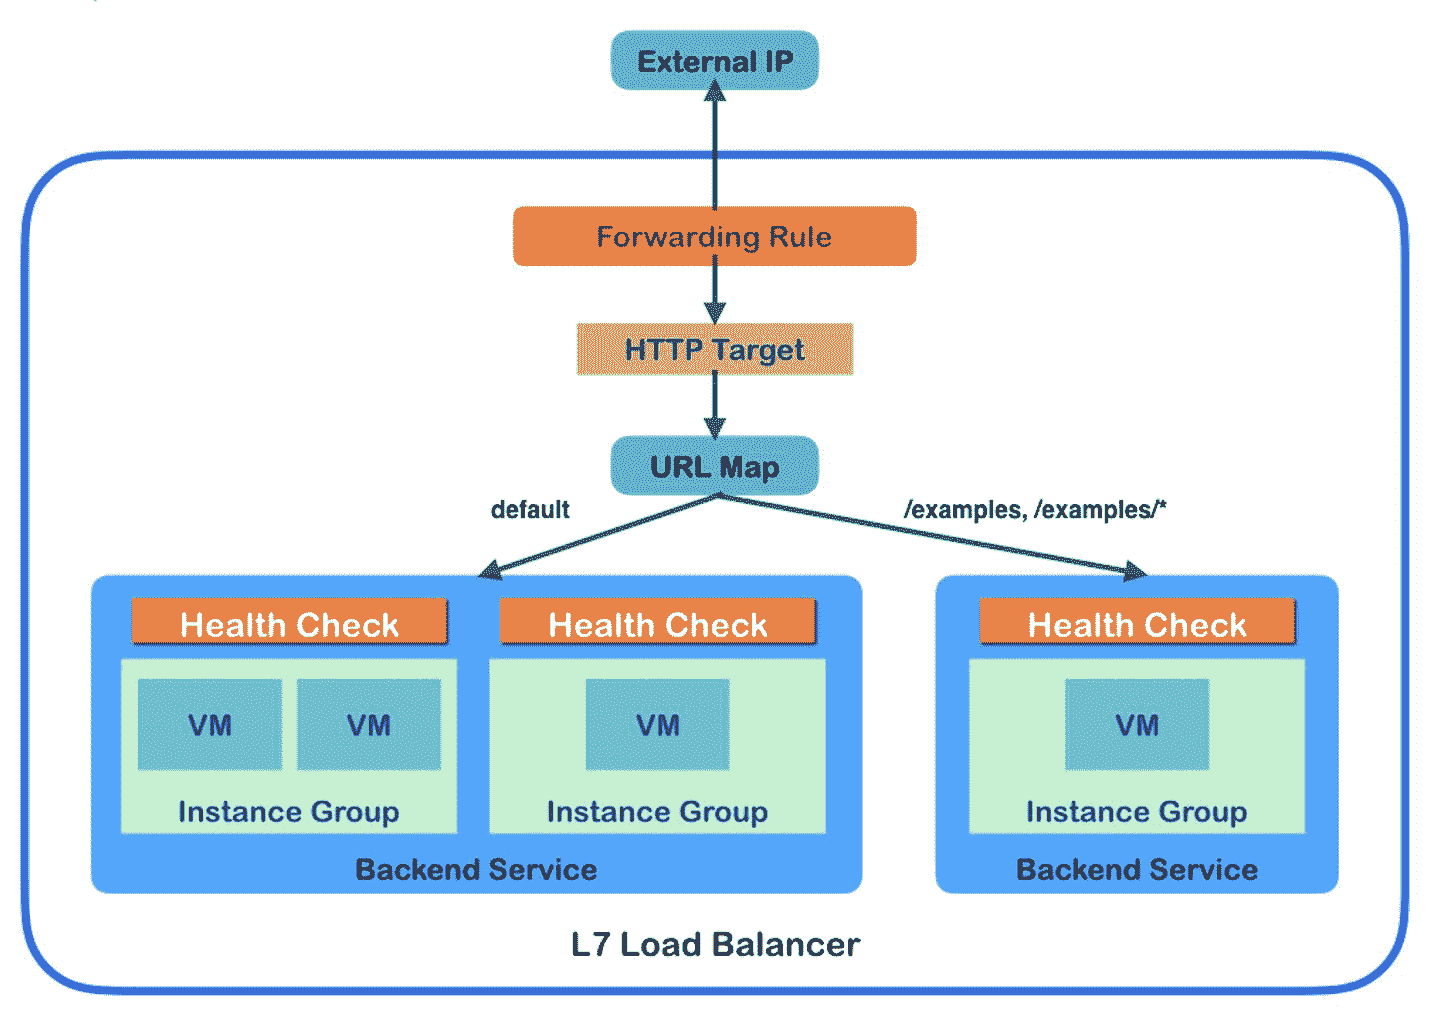 External IP
Forwarding Rule
HTTP Target
URL Map
default
/examples, /examples/*
Health Check
Health Check
Health Check
VM
VM
VM
VM
Instance Group
Instance Group
Instance Group
Backend Service
Backend Service
L7 Load Balancer